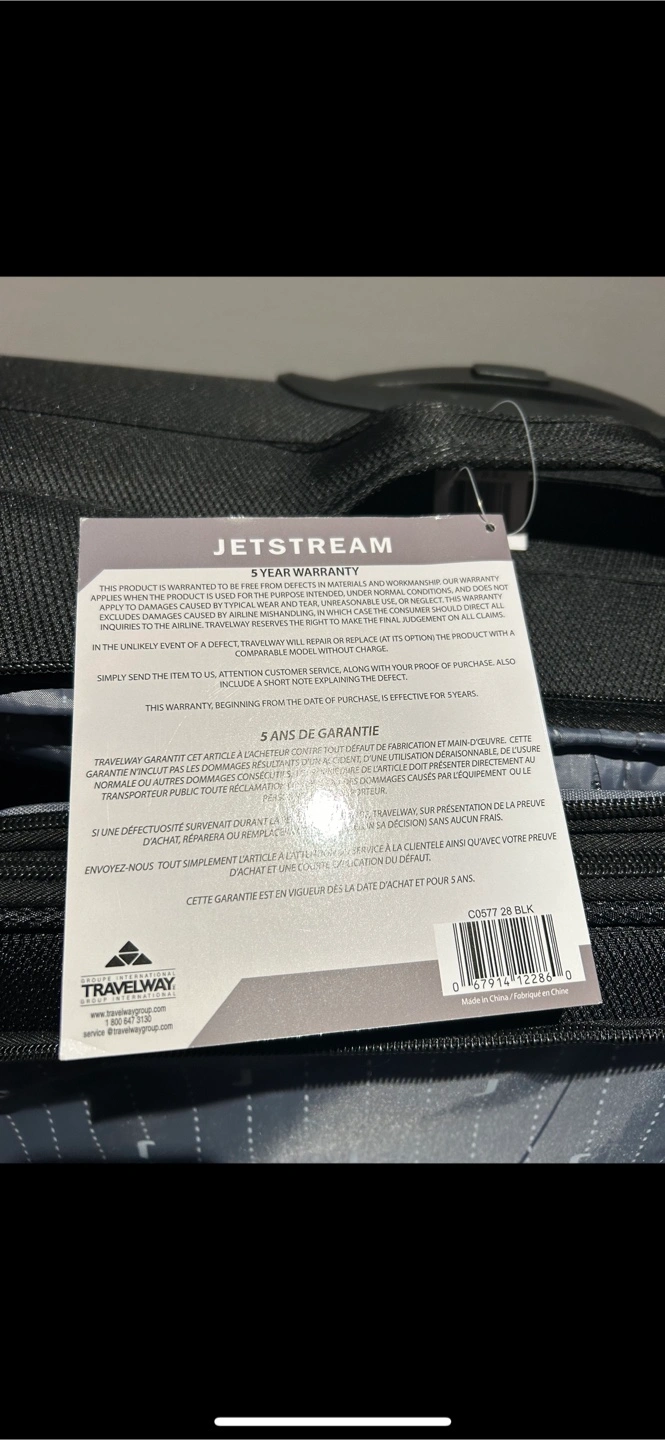 JETSTREAM
5 YEAR WARRANTY
THIS PRODUCT IS WARRANTED TO BE FREE FROM DEFECTS IN MATERIALS AND WORKMANSHIP. OUR WARRANTY
APPLIES WHEN THE PRODUCT IS USED FOR THE PURPOSE INTENDED, UNDER NORMAL CONDITIONS, AND DOES NOT
APPLY TO DAMAGES CAUSED BY TYPICAL WEAR AND TEAR, UNREASONABLE USE, OR NEGLECT. THIS WARRANTY
EXCLUDES DAMAGES CAUSED BY AIRLINE MISHANDLING, IN WHICH CASE THE CONSUMER SHOULD DIRECT ALL
INQUIRIES TO THE AIRLINE. TRAVELWAY RESERVES THE RIGHT TO MAKE THE FINAL JUDGEMENT ON ALL CLAIMS.
IN THE UNLIKELY EVENT OF A DEFECT, TRAVELWAY WILL REPAIR OR REPLACE (AT ITS OPTION) THE PRODUCT WITH A
COMPARABLE MODEL WITHOUT CHARGE.
SIMPLY SEND THE ITEM TO US, ATTENTION CUSTOMER SERVICE, ALONG WITH YOUR PROOF OF PURCHASE. ALSO
INCLUDE A SHORT NOTE EXPLAINING THE DEFECT.
THIS WARRANTY, BEGINNING FROM THE DATE OF PURCHASE, IS EFFECTIVE FOR 5 YEARS.
5 ANS DE GARANTIE
TRAVELWAY GARANTIT CET ARTICLE À L'ACHETEUR CONTRE TOUT DÉFAUT DE FABRICATION ET MAIN-D'ŒUVRE. CETTE
GARANTIE N'INCLUT PAS LES DOMMAGES RÉSULTANTS D'UN ACCIDENT, D'UNE UTILISATION DÉRAISONNABLE, DE L'USURE
NORMALE OU AUTRES DOMMAGES CONSÉCUTIFS. DE L'ARTICLE DOIT PRÉSENTER DIRECTEMENT AU
TRANSPORTEUR PUBLIC TOUTE RÉCLAMATION DES DOMMAGES CAUSÉS PAR L'ÉQUIPEMENT OU LE
SI UNE DÉFECTUOSITÉ SURVENAIT DURANT LA TRAVELWAY, SUR PRÉSENTATION DE LA PREUVE
D'ACHAT, RÉPARERA OU SA DÉCISION) SANS AUCUN FRAIS.
ENVOYEZ-NOUS TOUT SIMPLEMENT L'ARTICLE À L'ATTENTION SERVICE À LA CLIENTELE AINSI QU'AVEC VOTRE PREUVE
D'ACHAT ET UNE COURTE EXPLICATION DU DÉFAUT.
CETTE GARANTIE EST EN VIGUEUR DÈS LA DATE D'ACHAT ET POUR 5 ANS.
C0577 28 BLK
0 67914 12286 0
Made in China / Fabriqué en Chine
GROUPE INTERNATIONAL
TRAVELWAY
GROUP INTERNATIONAL
www.travelwaygroup.com
1 800 647 3130
service @travelwaygroup.com